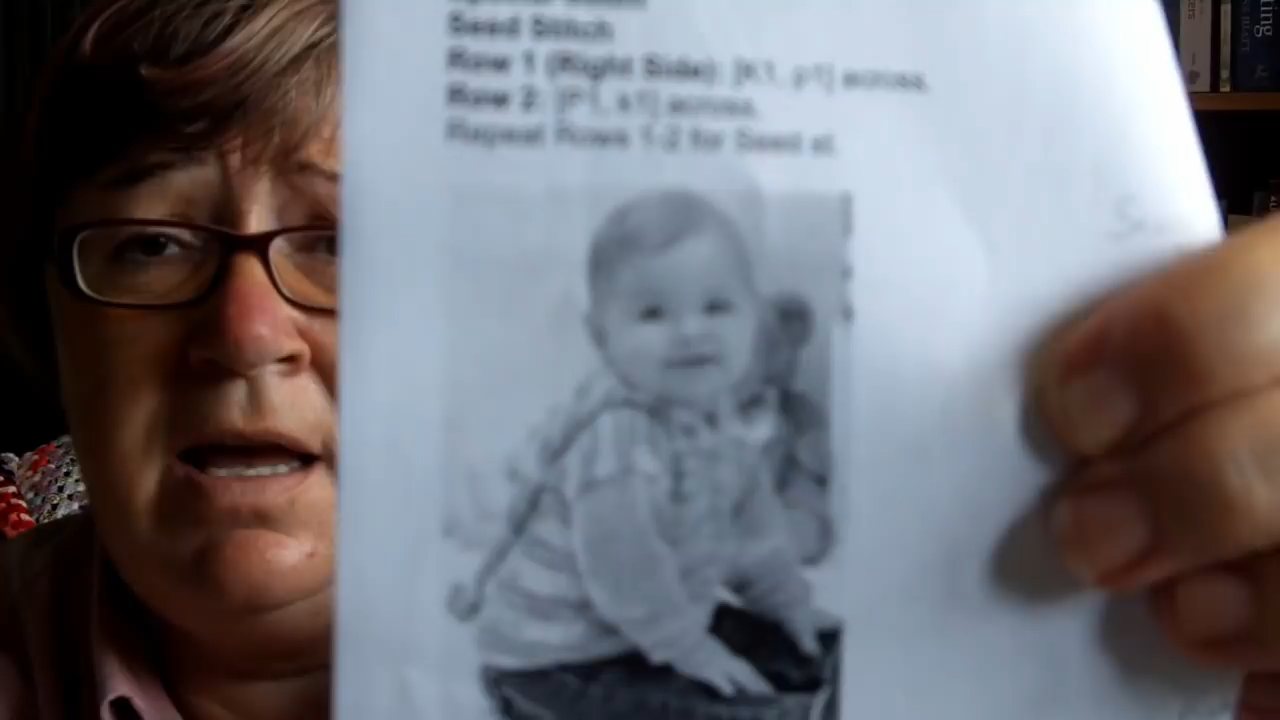 Seed Stitch
Row 1 (Right Side): [K1, p1] across.
Row 2: [P1, k1] across.
Repeat Rows 1-2 for Seed st.
ting